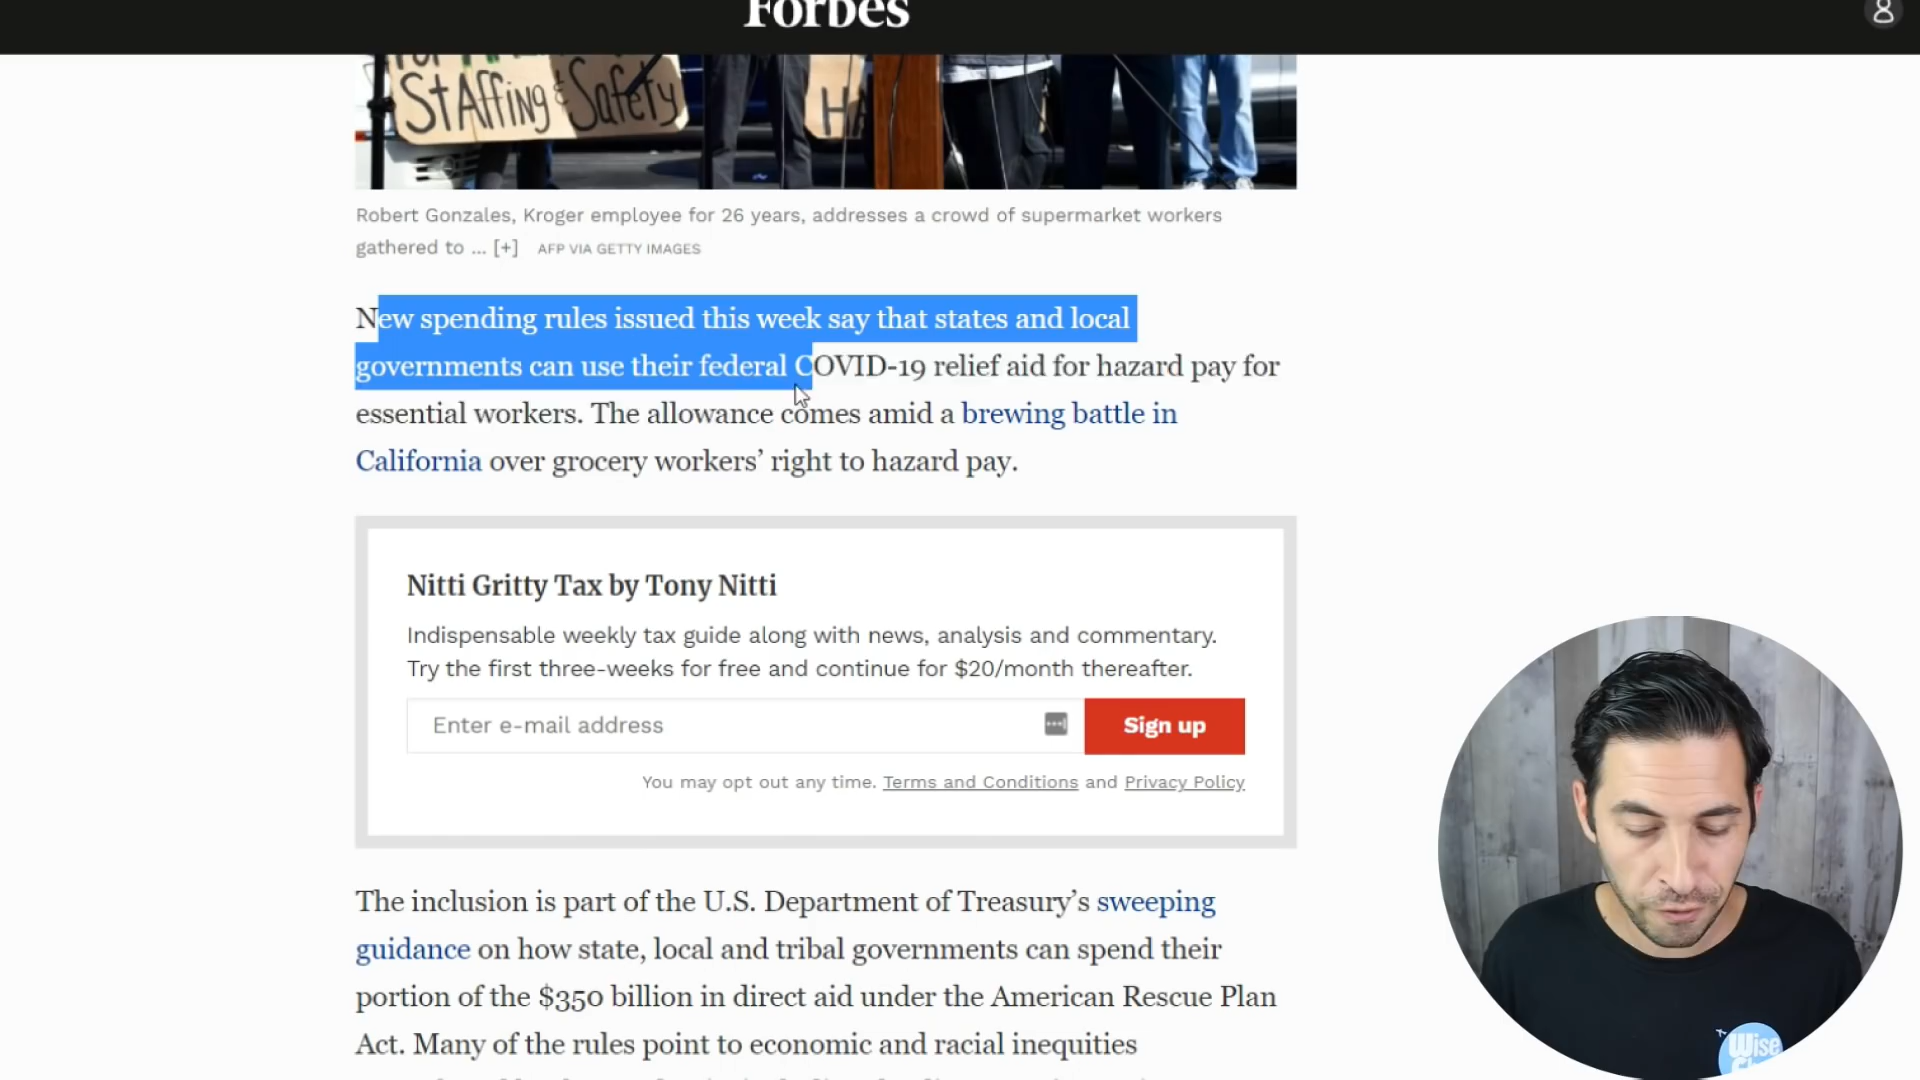 Forbes
Staffing & Safety
HA
Robert Gonzales, Kroger employee for 26 years, addresses a crowd of supermarket workers
gathered to ... [+] AFP VIA GETTY IMAGES
New spending rules issued this week say that states and local
governments can use their federal COVID-19 relief aid for hazard pay for
essential workers. The allowance comes amid a brewing battle in
California over grocery workers’ right to hazard pay.
Nitti Gritty Tax by Tony Nitti
Indispensable weekly tax guide along with news, analysis and commentary.
Try the first three-weeks for free and continue for $20/month thereafter.
Enter e-mail address
Sign up
You may opt out any time. Terms and Conditions and Privacy Policy
The inclusion is part of the U.S. Department of Treasury’s sweeping
guidance on how state, local and tribal governments can spend their
portion of the $350 billion in direct aid under the American Rescue Plan
Act. Many of the rules point to economic and racial inequities
Wise